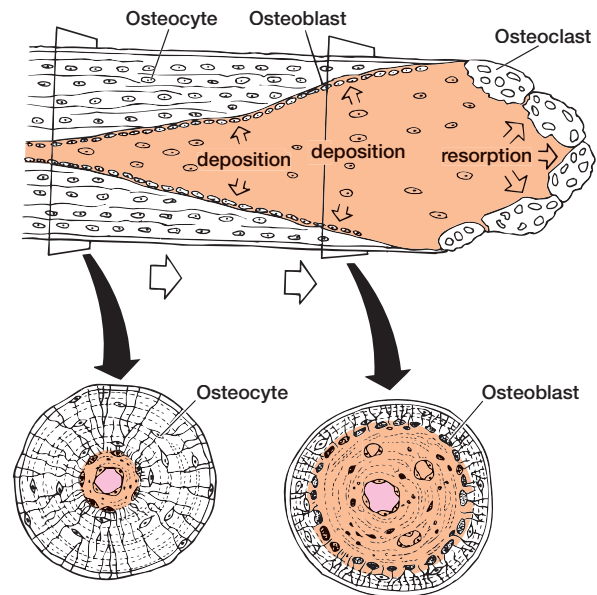 Osteocyte
Osteoblast
Osteoclast
deposition
deposition
resorption
Osteocyte
Osteoblast